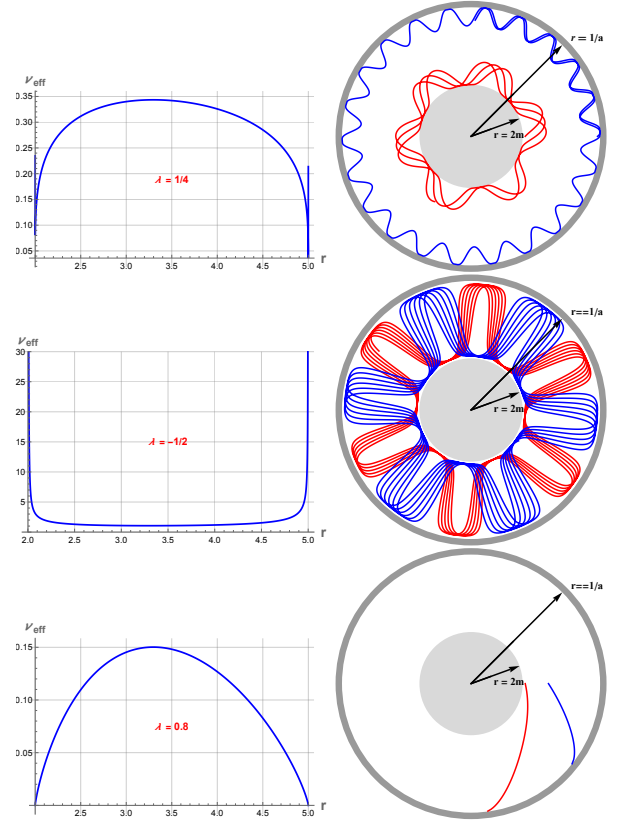 𝒱eff
0.35
0.30
0.25
0.20
0.15
0.10
0.05
λ = 1/4
2.5 3.0 3.5 4.0 4.5 5.0 r
r = 1/a
r = 2m
𝒱eff
30
25
20
15
10
5
λ = −1/2
2.0 2.5 3.0 3.5 4.0 4.5 5.0 r
r==1/a
r = 2m
𝒱eff
0.15
0.10
0.05
λ = 0.8
2.5 3.0 3.5 4.0 4.5 5.0 r
r==1/a
r = 2m